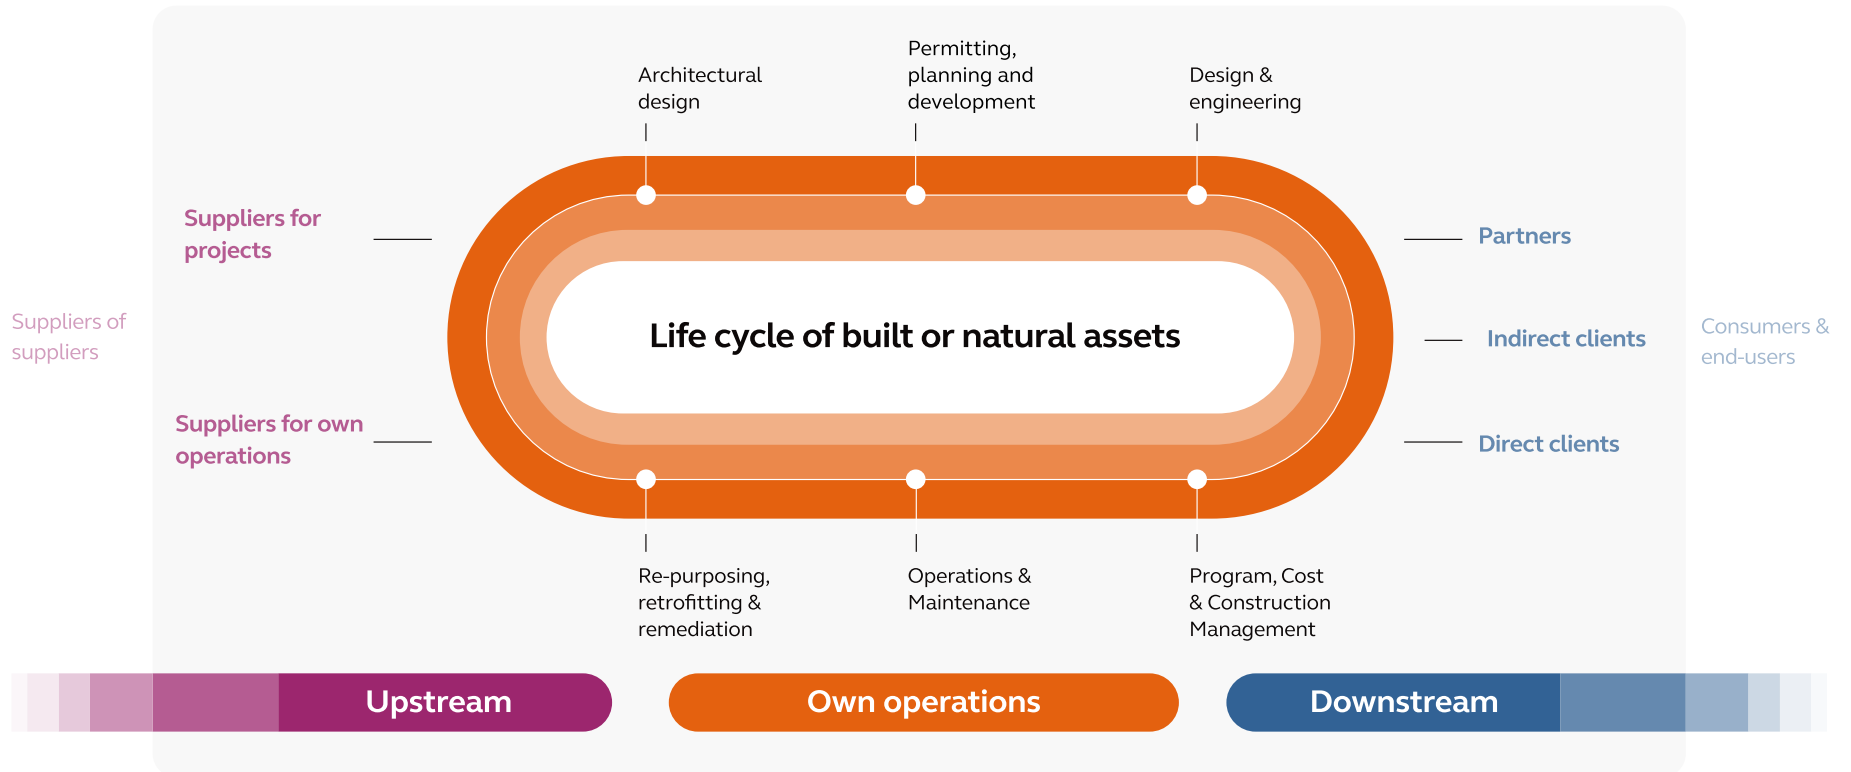 Architectural
design
Permitting,
planning and
development
Design &
engineering
Suppliers for
projects
Partners
Suppliers of
suppliers
Life cycle of built or natural assets
Indirect clients
Consumers &
end-users
Suppliers for own
operations
Direct clients
Re-purposing,
retrofitting &
remediation
Operations &
Maintenance
Program, Cost
& Construction
Management
Upstream
Own operations
Downstream